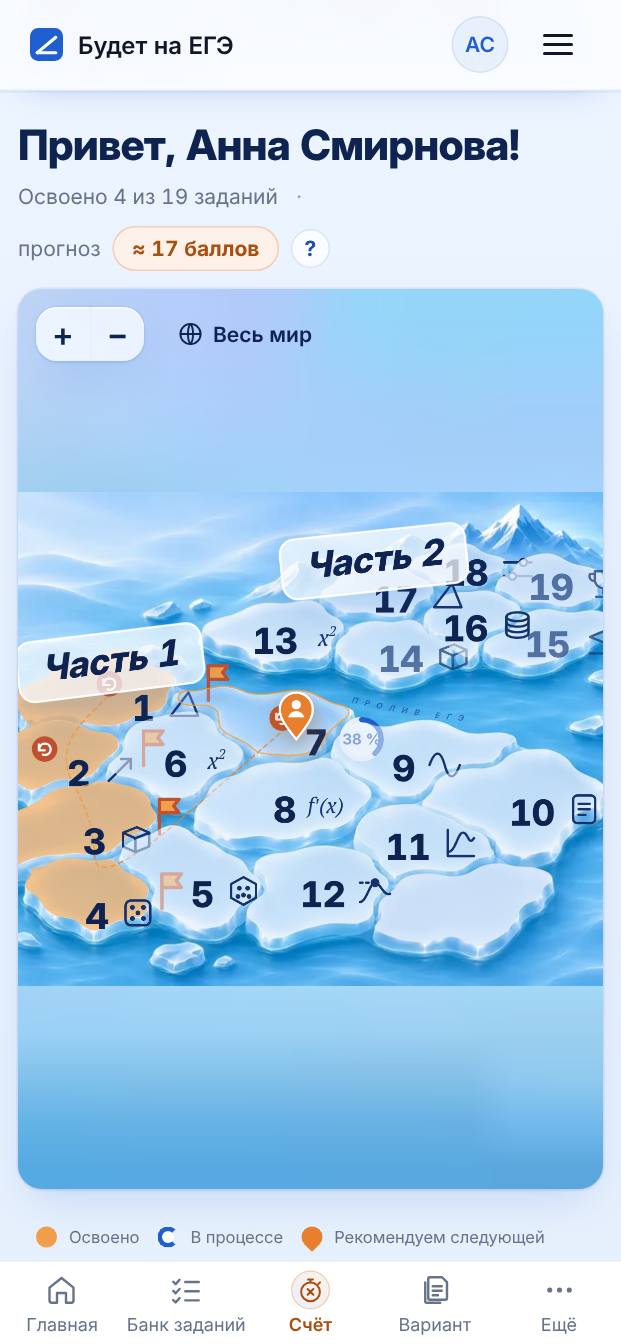 Будет на ЕГЭ
АС
Привет, Анна Смирнова!
Освоено 4 из 19 заданий ·
прогноз ≈ 17 баллов ?
+ − Весь мир
Часть 2
18
19
17
16
13 x²
14
15
Часть 1
ПРОЛИВ ЕГЭ
1
7
38 %
6 x²
2
9
8 f'(x)
10
3
11
5
12
4
Освоено В процессе Рекомендуем следующей
Главная Банк заданий Счёт Вариант Ещё